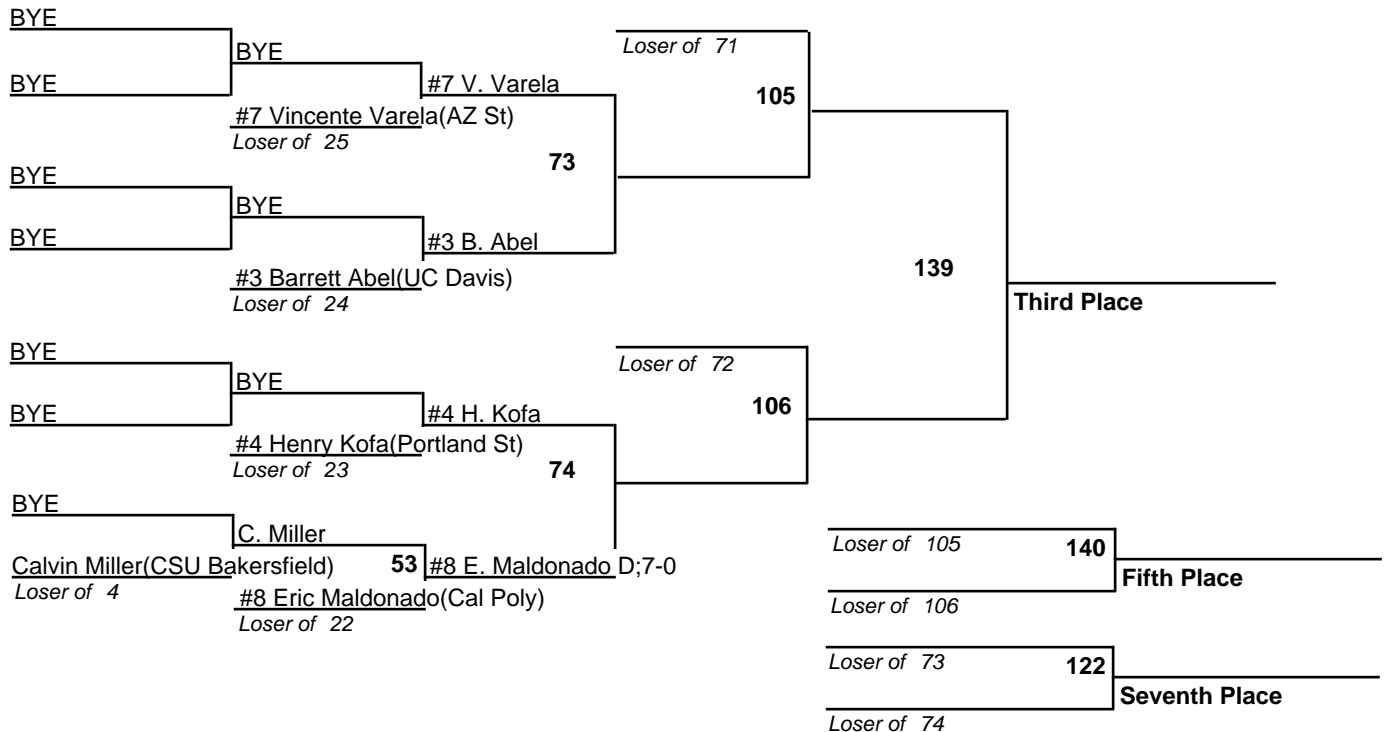 BYE
Loser of 71
BYE
BYE
#7 V. Varela
105
#7 Vincente Varela(AZ St)
Loser of 25
73
BYE
BYE
BYE
#3 B. Abel
139
#3 Barrett Abel(UC Davis)
Loser of 24
Third Place
BYE
Loser of 72
BYE
BYE
#4 H. Kofa
106
#4 Henry Kofa(Portland St)
Loser of 23
74
BYE
C. Miller
Loser of 105
140
Calvin Miller(CSU Bakersfield)
53
#8 E. Maldonado D;7-0
Fifth Place
Loser of 4
#8 Eric Maldonado(Cal Poly)
Loser of 106
Loser of 22
Loser of 73
122
Seventh Place
Loser of 74